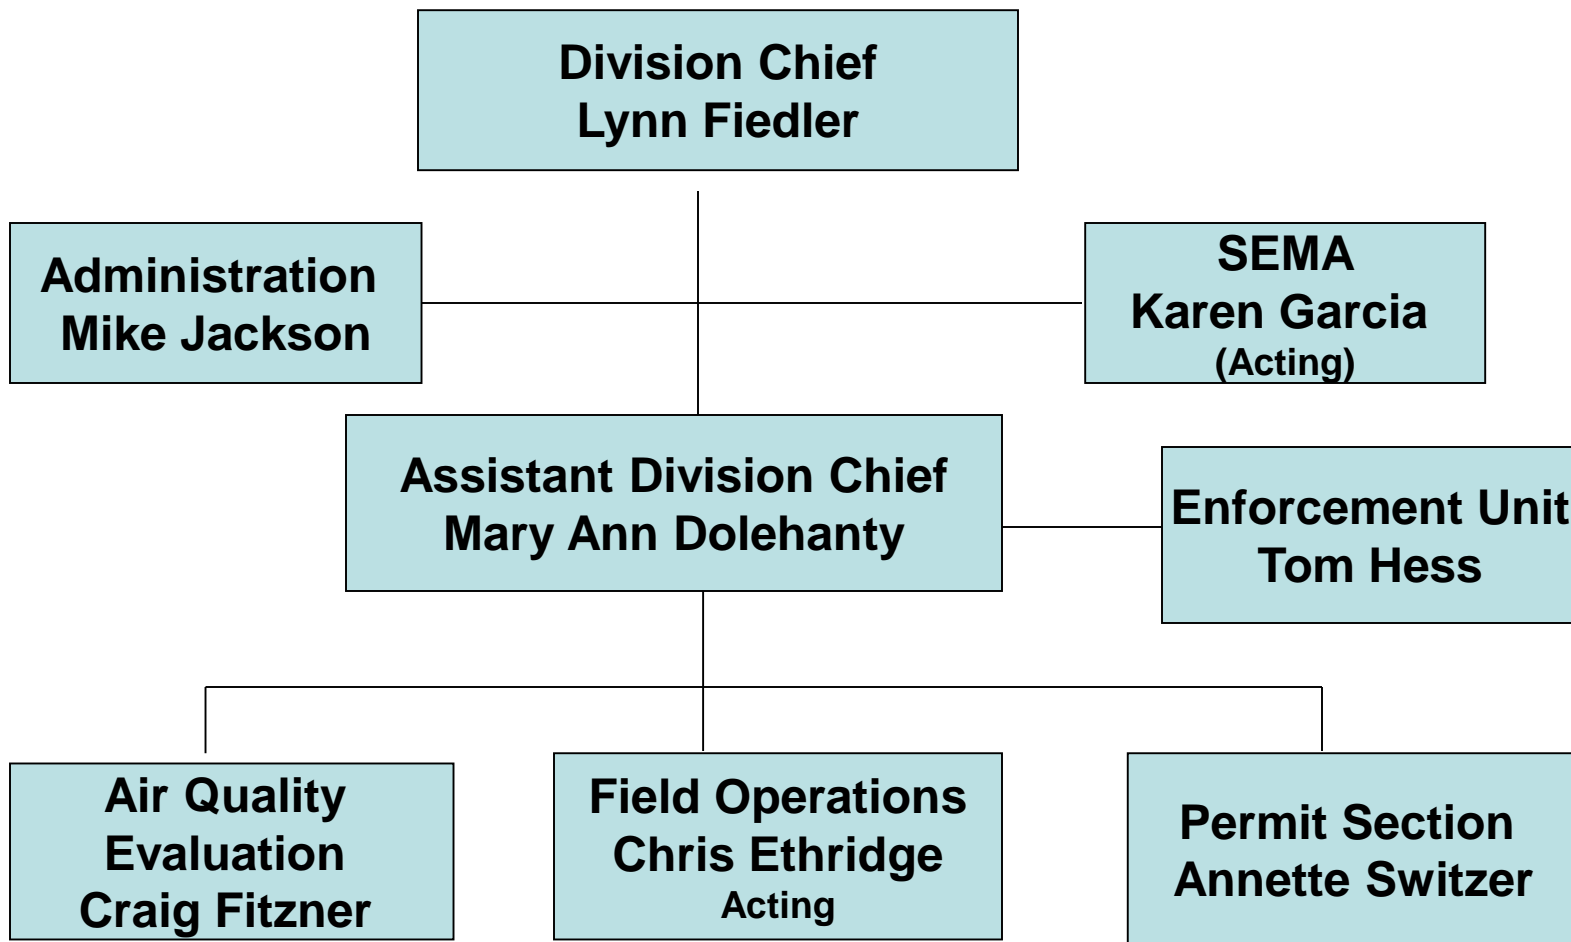 Division Chief
Lynn Fiedler
Administration
Mike Jackson
SEMA
Karen Garcia
(Acting)
Assistant Division Chief
Mary Ann Dolehanty
Enforcement Unit
Tom Hess
Air Quality
Evaluation
Craig Fitzner
Field Operations
Chris Ethridge
Acting
Permit Section
Annette Switzer